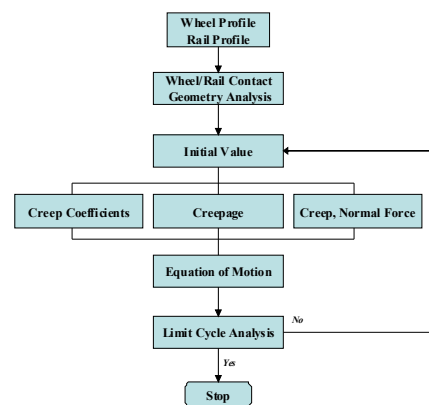 Wheel Profile
Rail Profile
Wheel/Rail Contact
Geometry Analysis
Initial Value
Creep Coefficients
Creepage
Creep, Normal Force
Equation of Motion
Limit Cycle Analysis
No
Yes
Stop